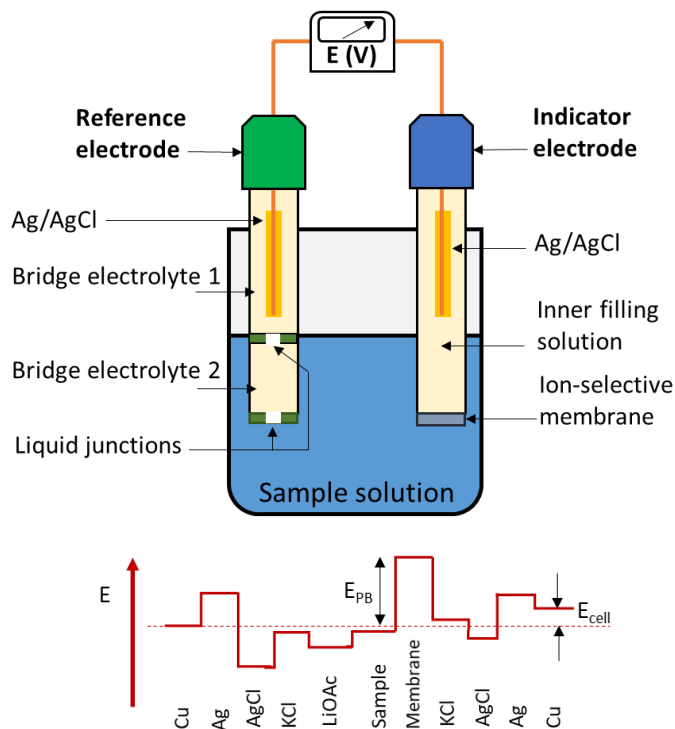 E (V)
Reference
electrode
Indicator
electrode
Ag/AgCl
Ag/AgCl
Bridge electrolyte 1
Inner filling
solution
Bridge electrolyte 2
Ion-selective
membrane
Liquid junctions
Sample solution
E
E_PB
E_cell
Cu
Ag
AgCl
KCl
LiOAc
Sample
Membrane
KCl
AgCl
Ag
Cu